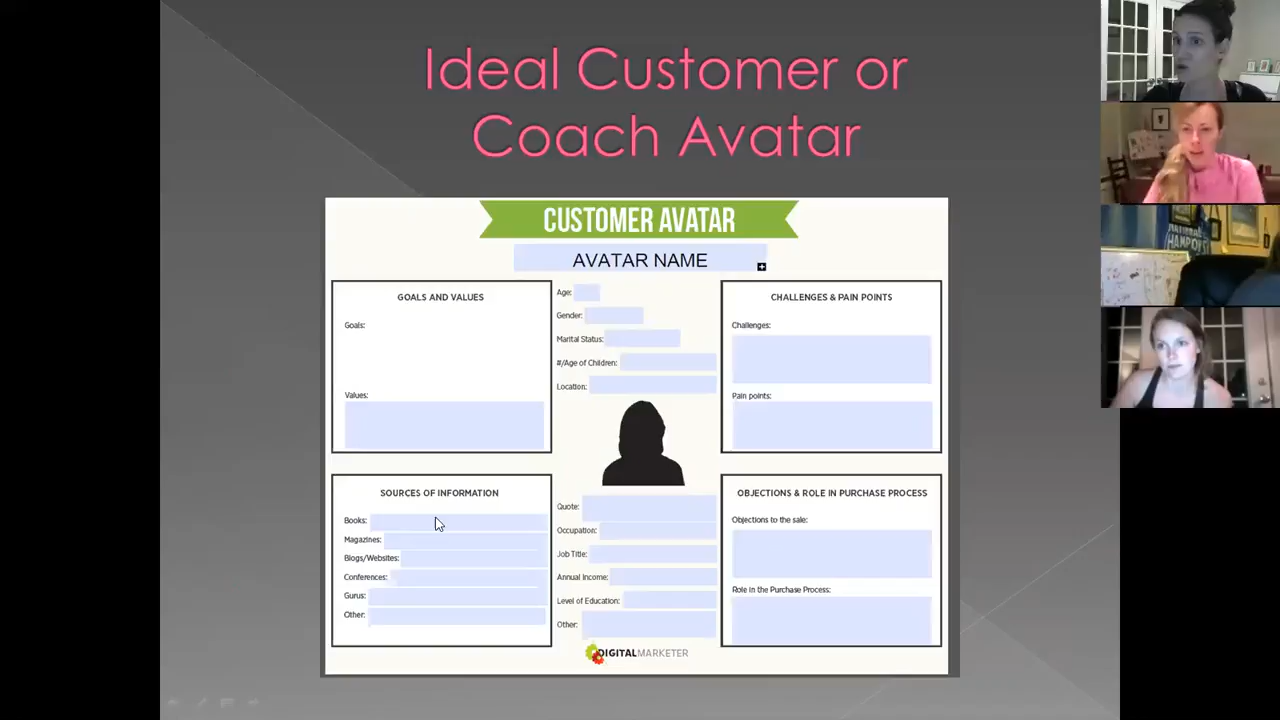 Ideal Customer or
Coach Avatar
CUSTOMER AVATAR
AVATAR NAME
GOALS AND VALUES
Goals:
Values:
Age:
Gender:
Marital Status:
#/Age of Children:
Location:
CHALLENGES & PAIN POINTS
Challenges:
Pain points:
SOURCES OF INFORMATION
Books:
Magazines:
Blogs/Websites:
Conferences:
Gurus:
Other:
Quote:
Occupation:
Job Title:
Annual Income:
Level of Education:
Other:
OBJECTIONS & ROLE IN PURCHASE PROCESS
Objections to the sale:
Role in the Purchase Process:
DIGITALMARKETER